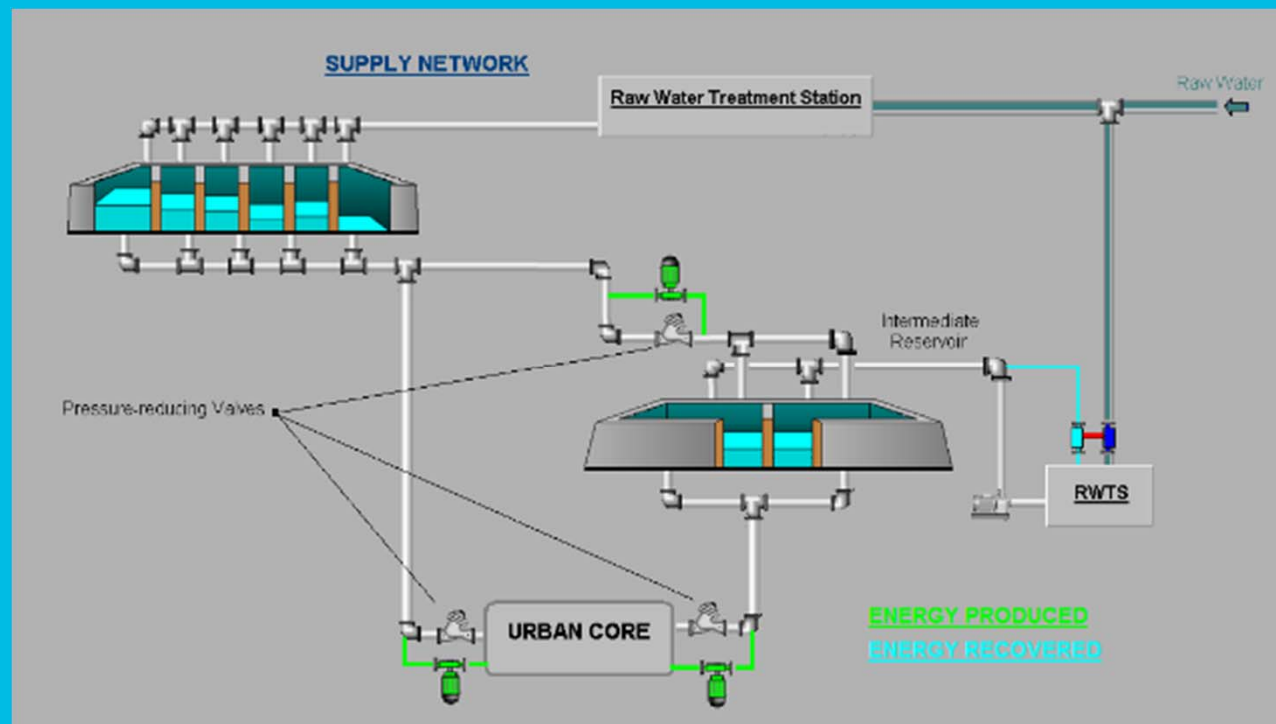 SUPPLY NETWORK
Raw Water Treatment Station
Raw Water
Intermediate
Reservoir
Pressure-reducing Valves
RWTS
URBAN CORE
ENERGY PRODUCED
ENERGY RECOVERED